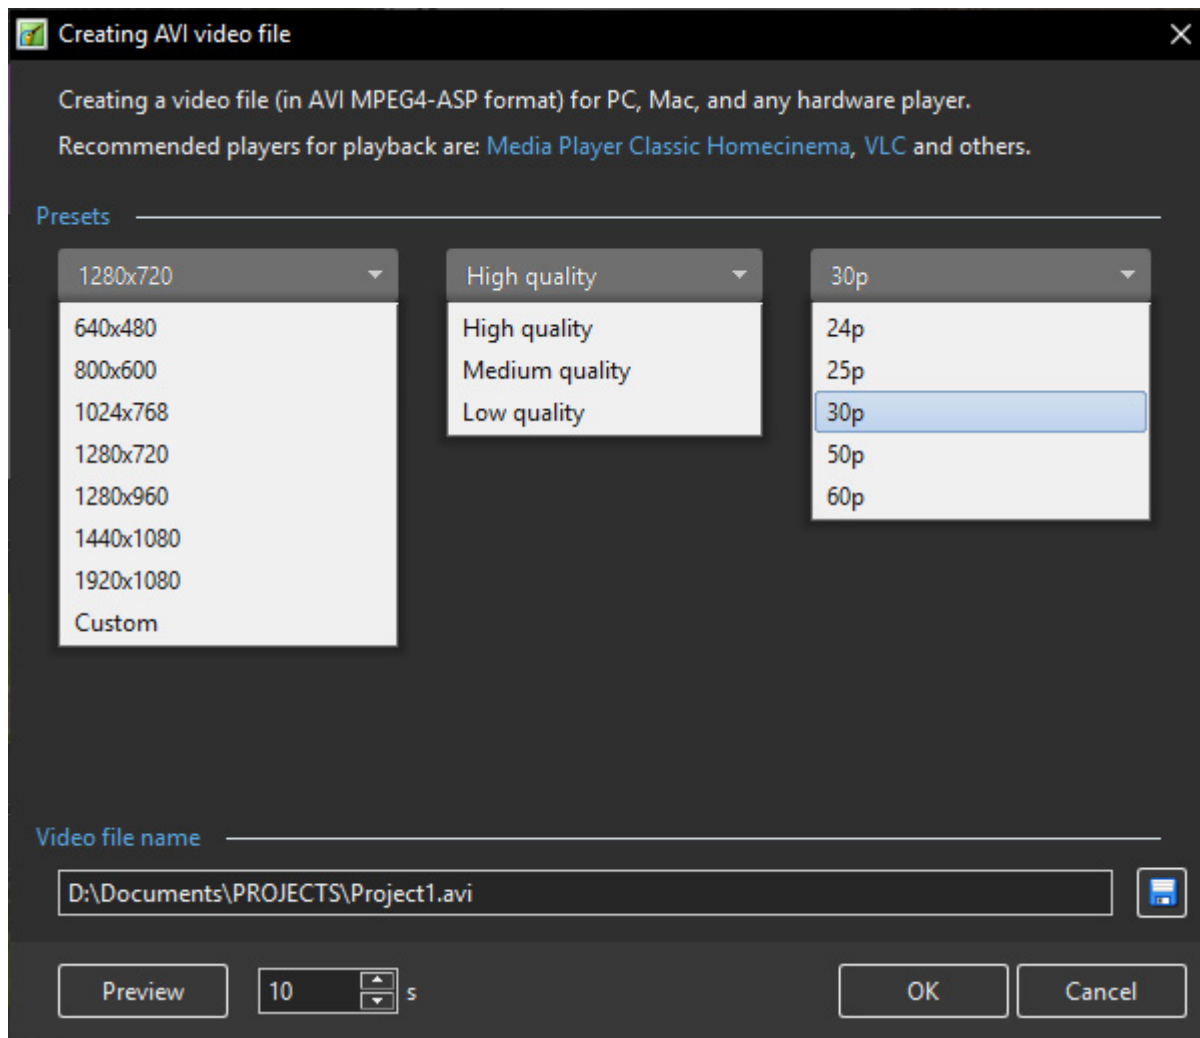 Creating AVI video file
Creating a video file (in AVI MPEG4-ASP format) for PC, Mac, and any hardware player.
Recommended players for playback are: Media Player Classic Homecinema, VLC and others.
Presets
1280x720
640x480
800x600
1024x768
1280x720
1280x960
1440x1080
1920x1080
Custom
High quality
High quality
Medium quality
Low quality
30p
24p
25p
30p
50p
60p
Video file name
D:\Documents\PROJECTS\Project1.avi
Preview 10 s OK Cancel